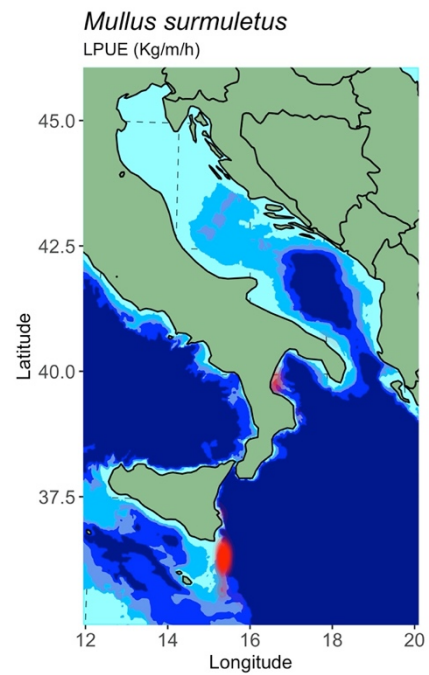 Mullus surmuletus
LPUE (Kg/m/h)
45.0
42.5
40.0
37.5
Latitude
12 14 16 18 20
Longitude